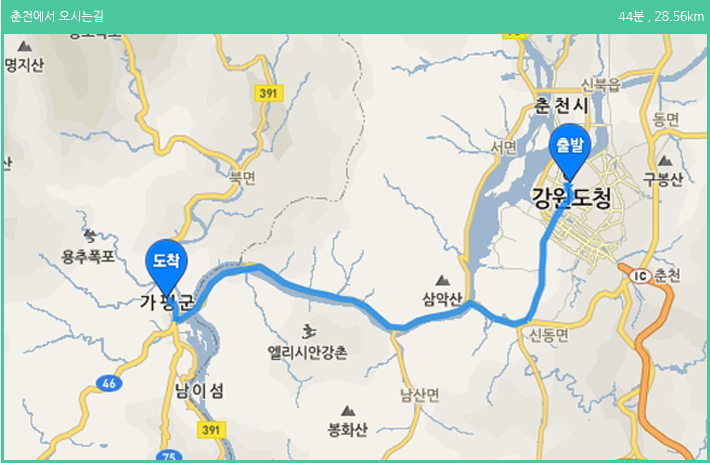 춘천에서 오시는길
44분 , 28.56km
명지산
391
신북읍
춘천시
동면
서면
출발
북면
구봉산
강원도청
용추폭포
도착
IC
춘천
가평군
삼악산
신동면
엘리시안강촌
46
남이섬
남산면
391
봉화산
75